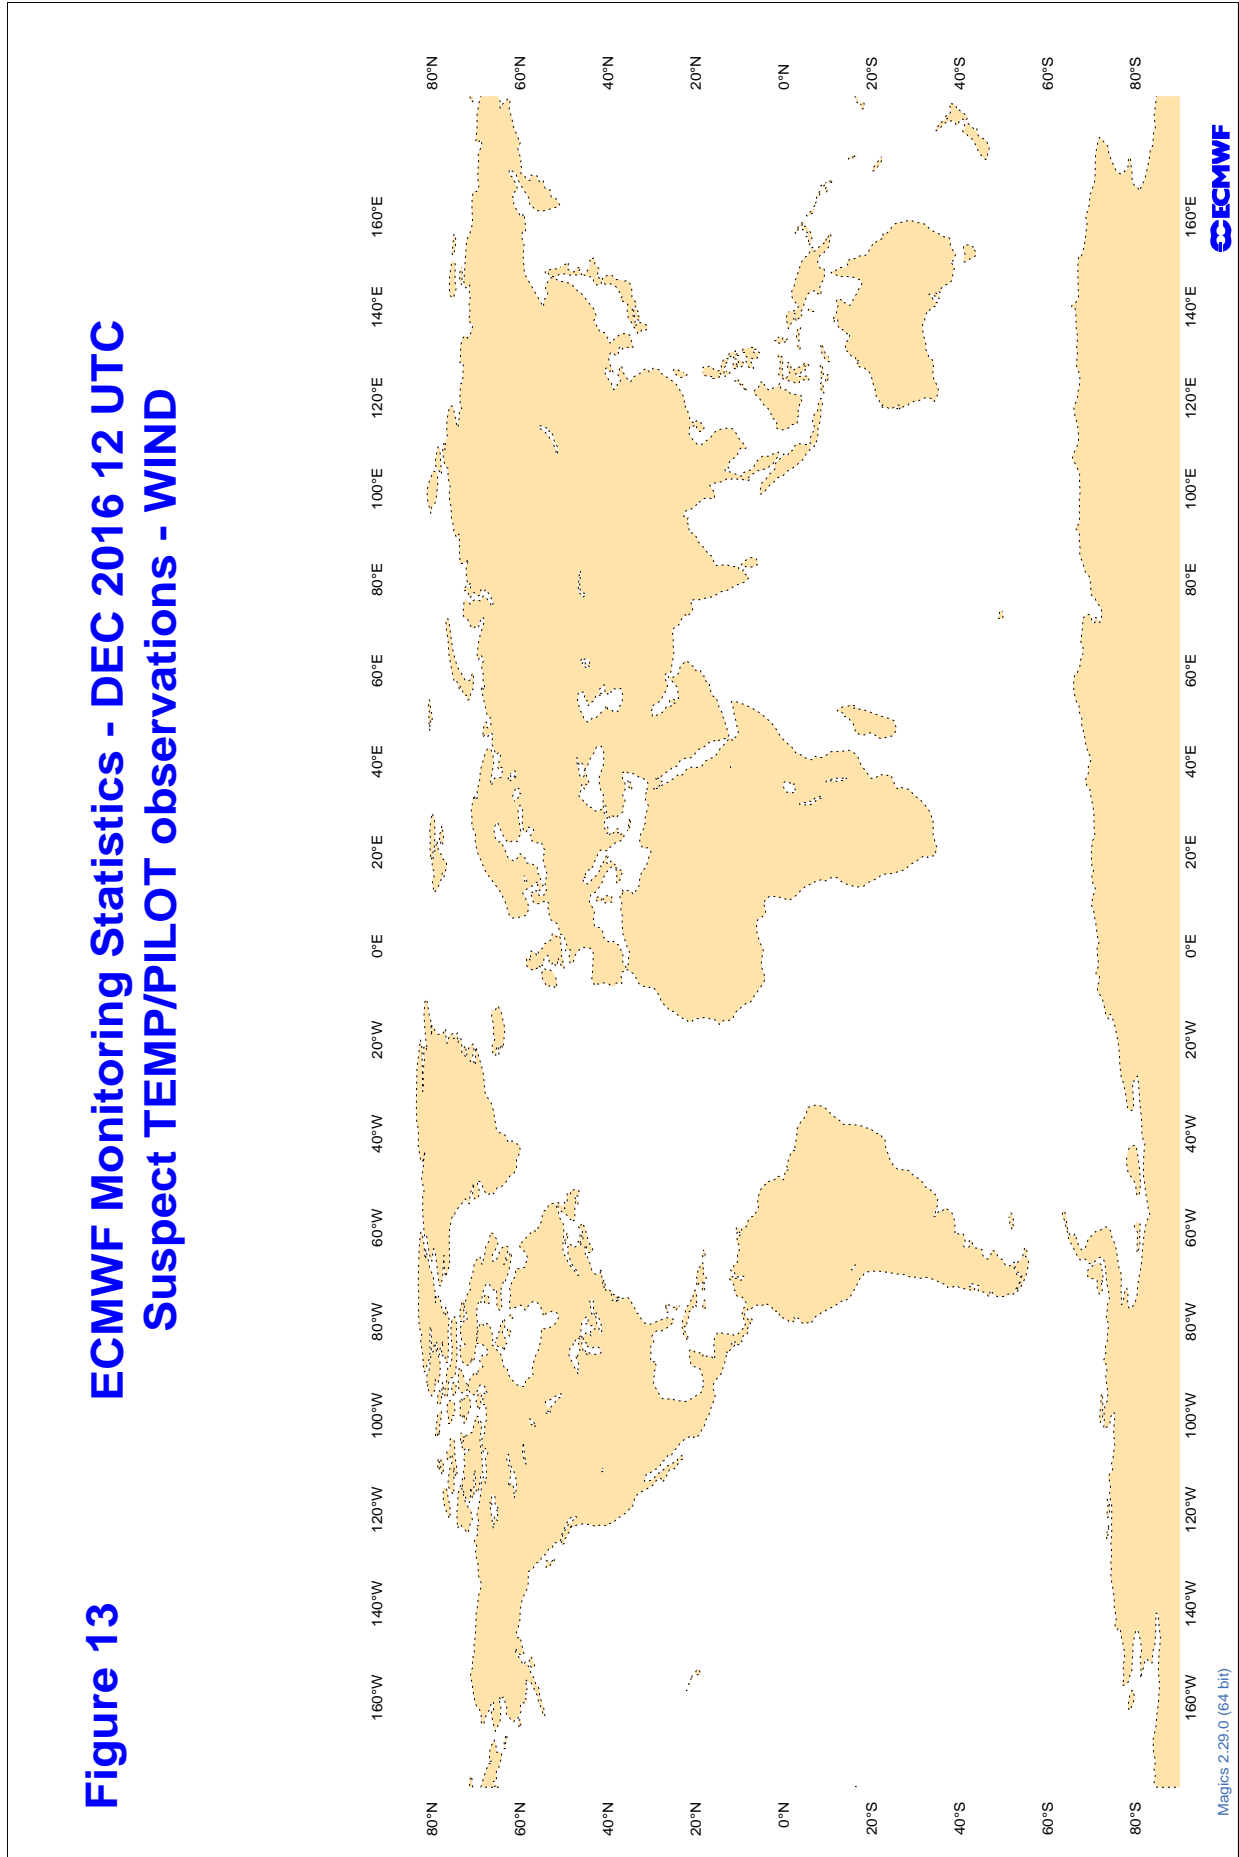 Figure 13
ECMWF Monitoring Statistics - DEC 2016 12 UTC
Suspect TEMP/PILOT observations - WIND
160°W 140°W 120°W 100°W 80°W 60°W 40°W 20°W 0°E 20°E 40°E 60°E 80°E 100°E 120°E 140°E 160°E
80°N 80°N
60°N 60°N
40°N 40°N
20°N 20°N
0°N 0°N
20°S 20°S
40°S 40°S
60°S 60°S
80°S 80°S
160°W 140°W 120°W 100°W 80°W 60°W 40°W 20°W 0°E 20°E 40°E 60°E 80°E 100°E 120°E 140°E 160°E
Magics 2.29.0 (64 bit)
ECMWF